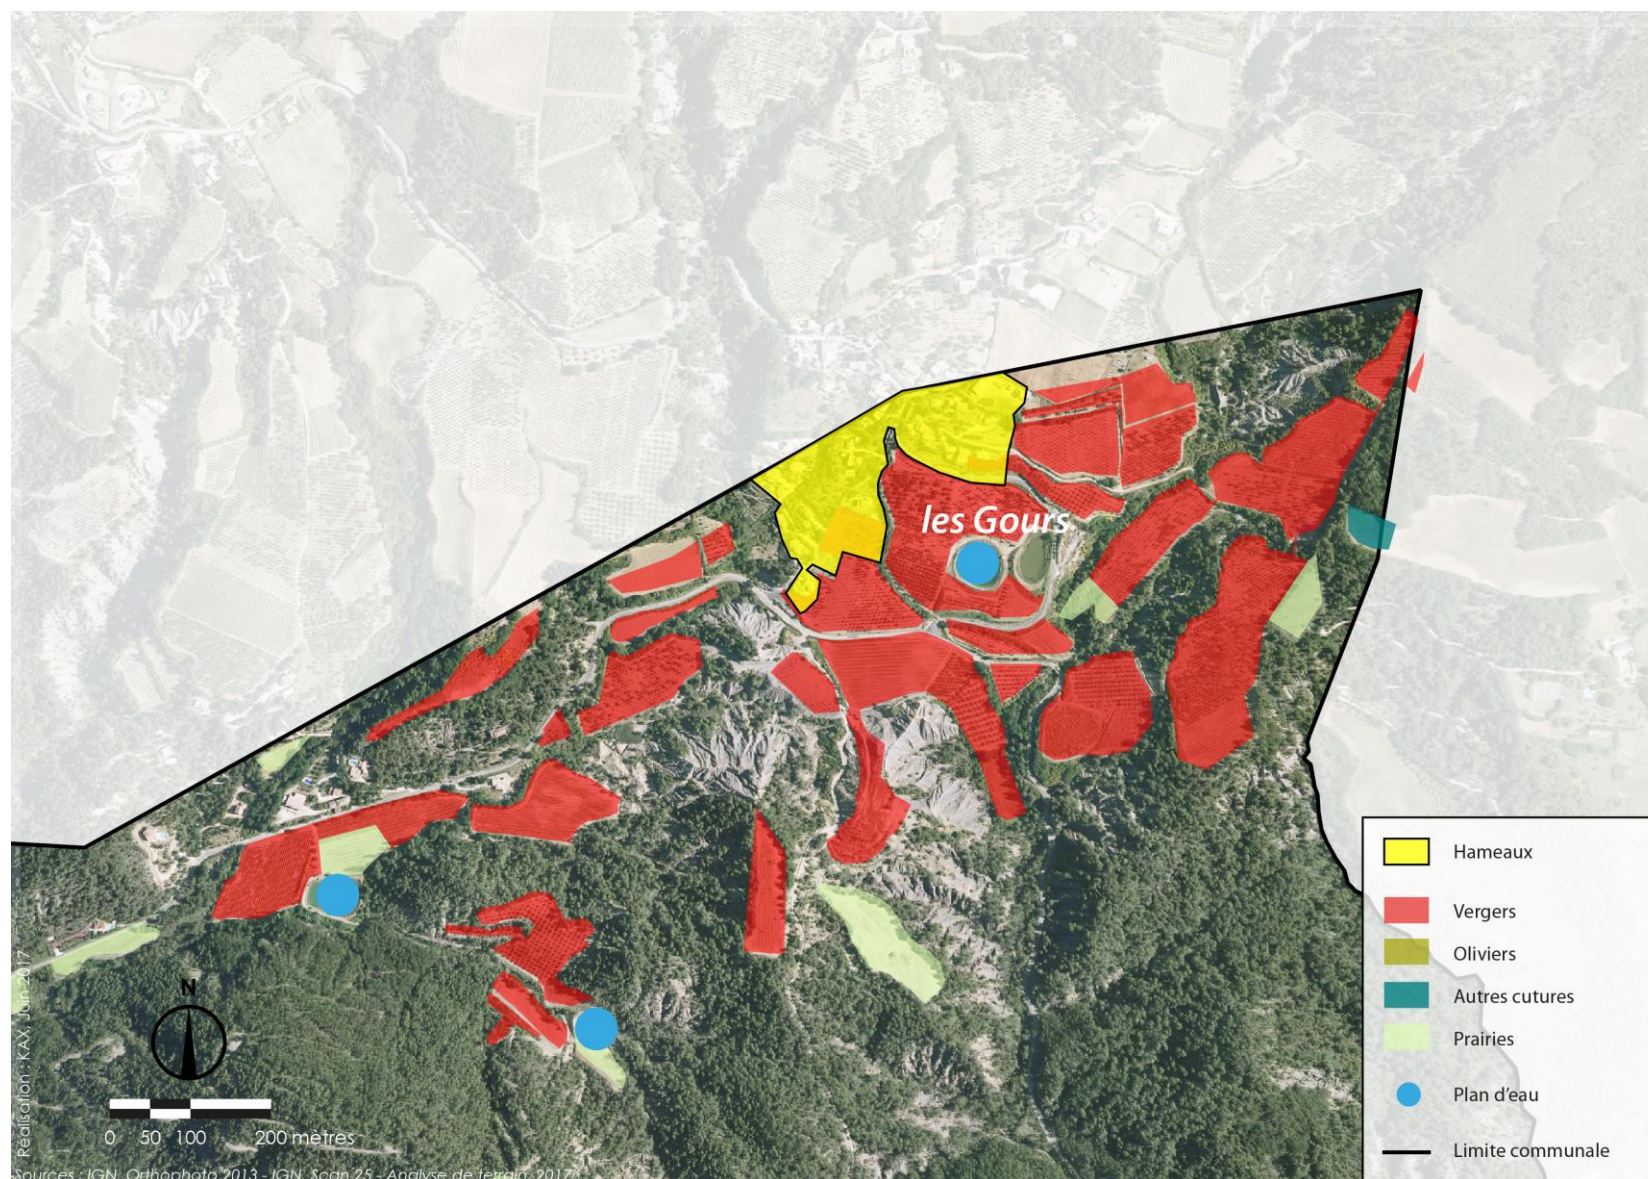 les Gours
Hameaux
Vergers
Oliviers
Autres cutures
Prairies
Plan d'eau
Limite communale
N
0 50 100 200 mètres
Réalisation : KAX, Juin 2017
Sources : IGN, Orthophoto 2013 - IGN, Scan 25 - Analyse de terrain, 2017